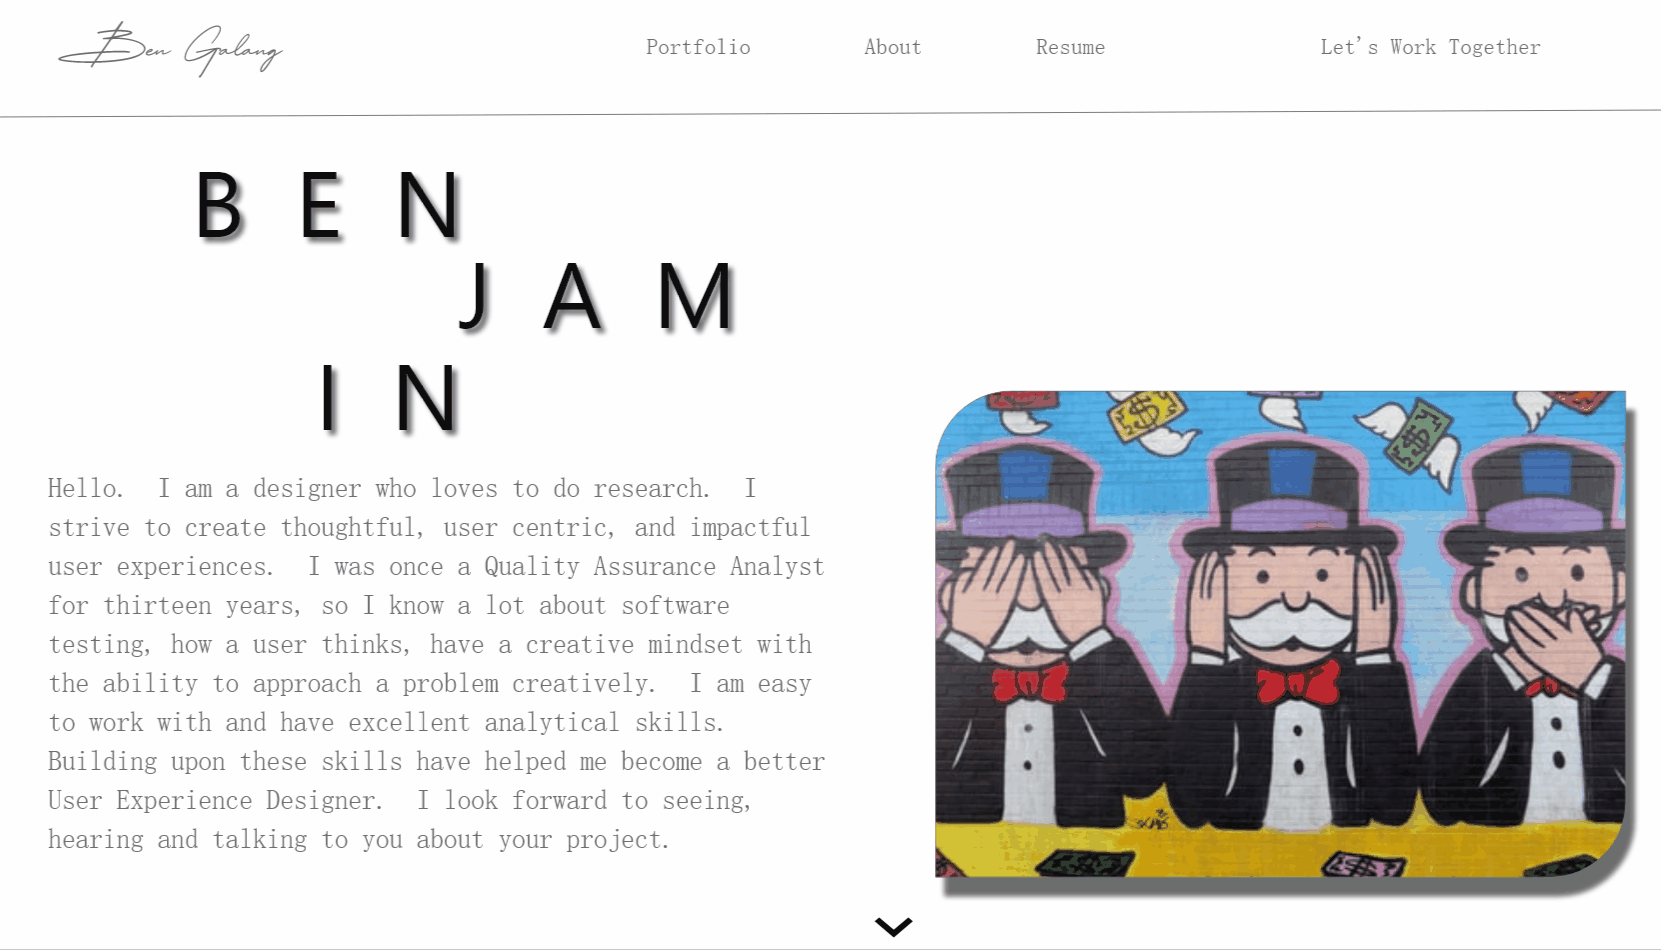 Ben Galang
Portfolio
About
Resume
Let's Work Together
B E N
J A M
I N
Hello. I am a designer who loves to do research. I
strive to create thoughtful, user centric, and impactful
user experiences. I was once a Quality Assurance Analyst
for thirteen years, so I know a lot about software
testing, how a user thinks, have a creative mindset with
the ability to approach a problem creatively. I am easy
to work with and have excellent analytical skills.
Building upon these skills have helped me become a better
User Experience Designer. I look forward to seeing,
hearing and talking to you about your project.